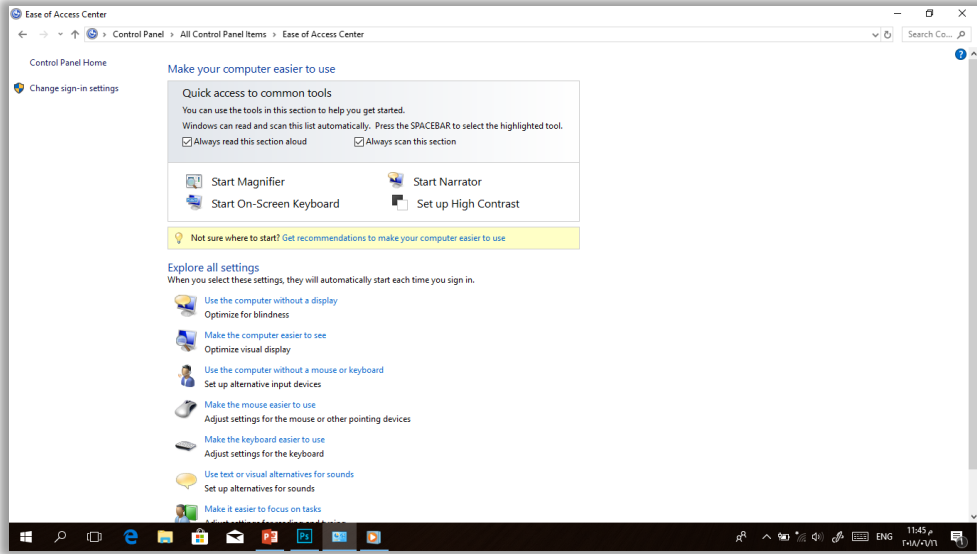 Ease of Access Center
Control Panel > All Control Panel Items > Ease of Access Center
Search Co...
Control Panel Home
Change sign-in settings
Make your computer easier to use
Quick access to common tools
You can use the tools in this section to help you get started.
Windows can read and scan this list automatically. Press the SPACEBAR to select the highlighted tool.
Always read this section aloud
Always scan this section
Start Magnifier
Start Narrator
Start On-Screen Keyboard
Set up High Contrast
Not sure where to start? Get recommendations to make your computer easier to use
Explore all settings
When you select these settings, they will automatically start each time you sign in.
Use the computer without a display
Optimize for blindness
Make the computer easier to see
Optimize visual display
Use the computer without a mouse or keyboard
Set up alternative input devices
Make the mouse easier to use
Adjust settings for the mouse or other pointing devices
Make the keyboard easier to use
Adjust settings for the keyboard
Use text or visual alternatives for sounds
Set up alternatives for sounds
Make it easier to focus on tasks
Adjust settings for reading and typing
Ps
ENG
11:45 م